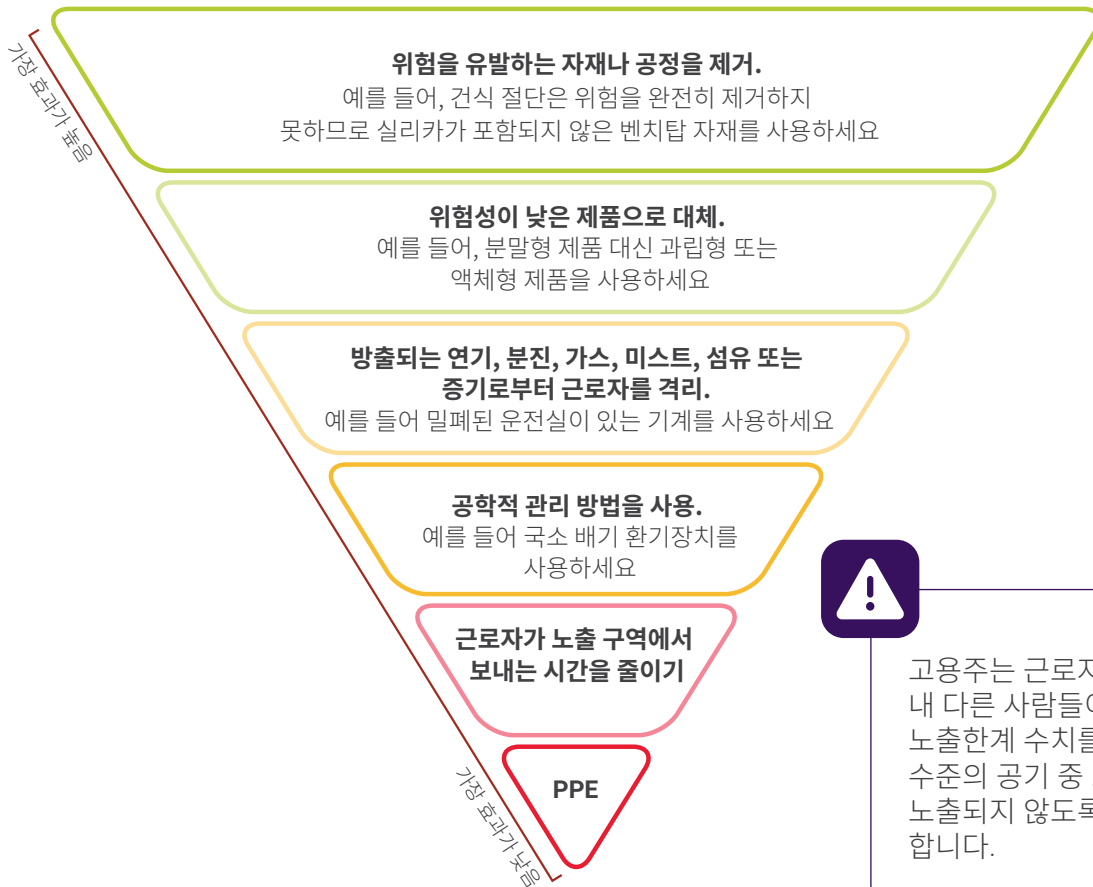 가장 효과가 높음
위험을 유발하는 자재나 공정을 제거.
예를 들어, 건식 절단은 위험을 완전히 제거하지
못하므로 실리카가 포함되지 않은 벤치탑 자재를 사용하세요
위험성이 낮은 제품으로 대체.
예를 들어, 분말형 제품 대신 과립형 또는
액체형 제품을 사용하세요
방출되는 연기, 분진, 가스, 미스트, 섬유 또는
증기로부터 근로자를 격리.
예를 들어 밀폐된 운전실이 있는 기계를 사용하세요
공학적 관리 방법을 사용.
예를 들어 국소 배기 환기장치를
사용하세요
근로자가 노출 구역에서
보내는 시간을 줄이기
PPE
가장 효과가 낮음
고용주는 근로자
내 다른 사람들이
노출한계 수치를
수준의 공기 중
노출되지 않도록
합니다.